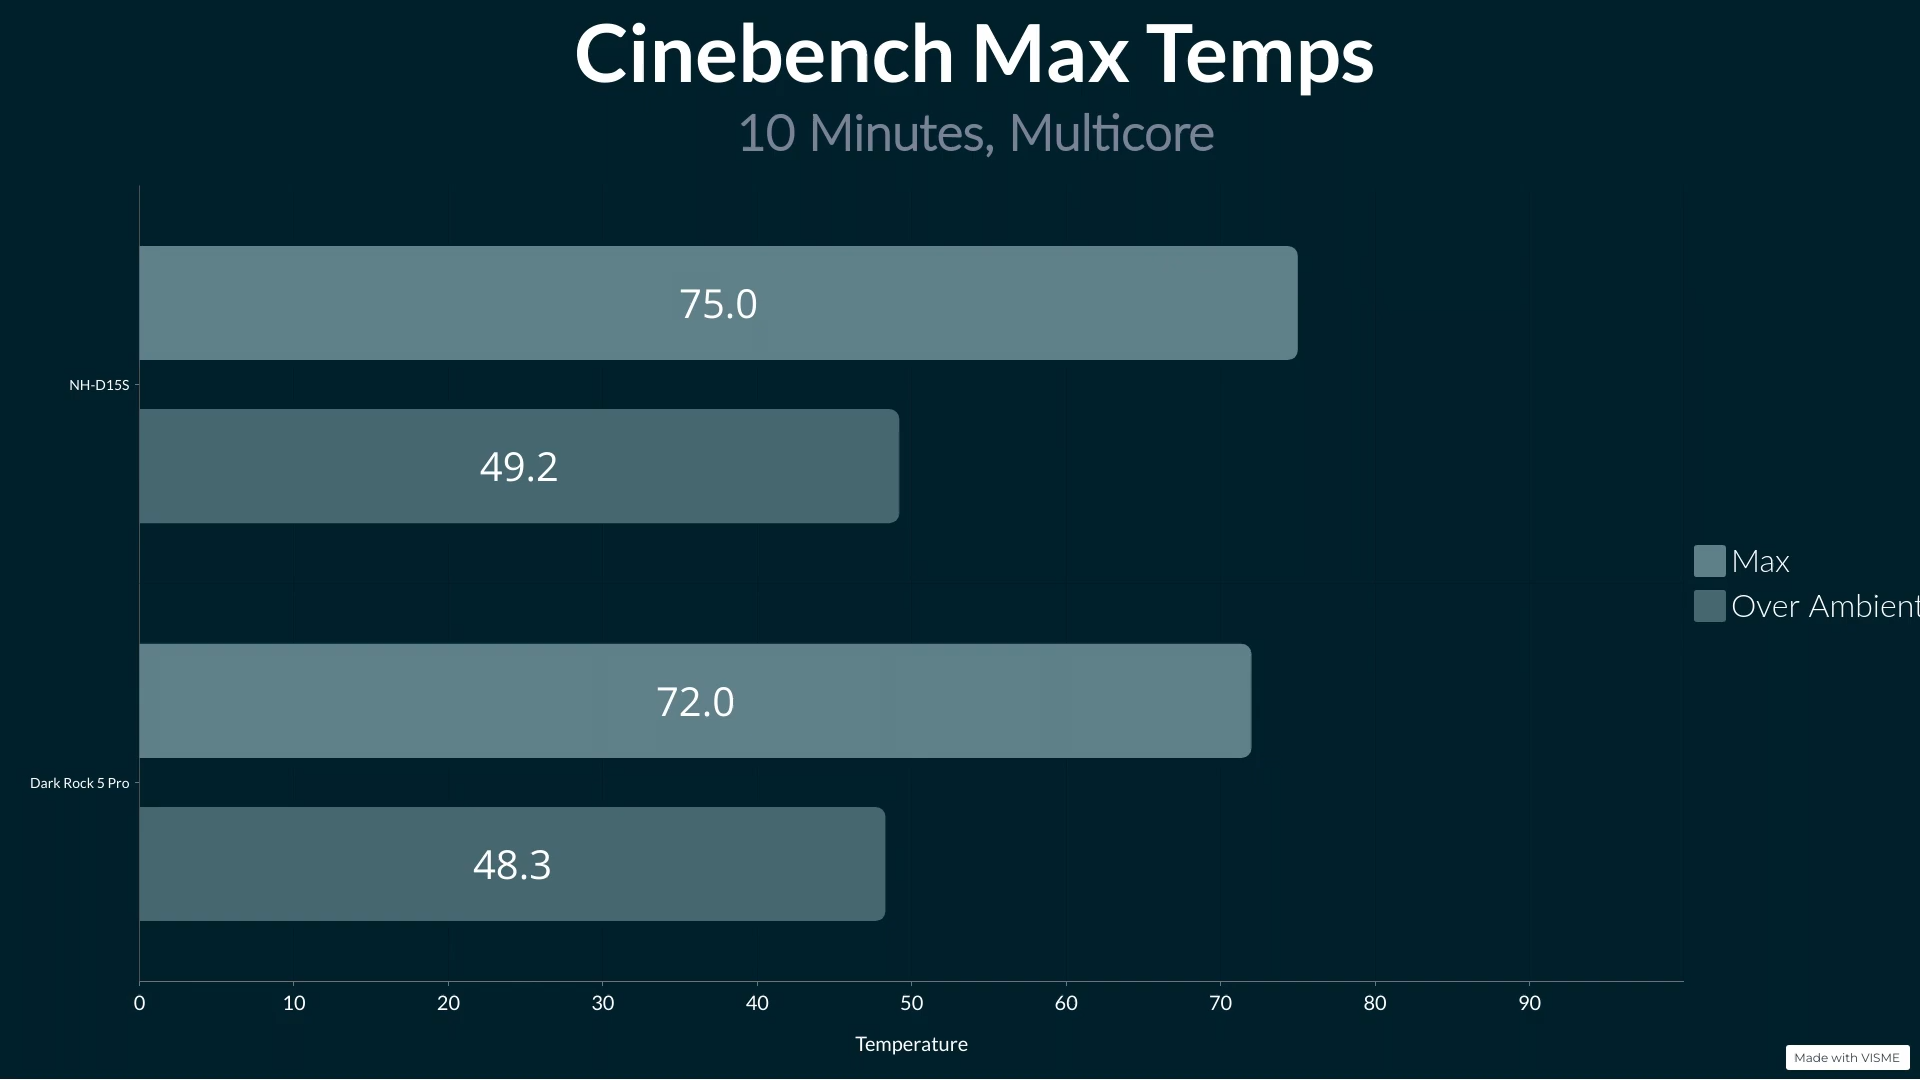 Cinebench Max Temps
10 Minutes, Multicore
75.0
NH-D15S
49.2
Max
Over Ambient
72.0
Dark Rock 5 Pro
48.3
0 10 20 30 40 50 60 70 80 90
Temperature
Made with VISME